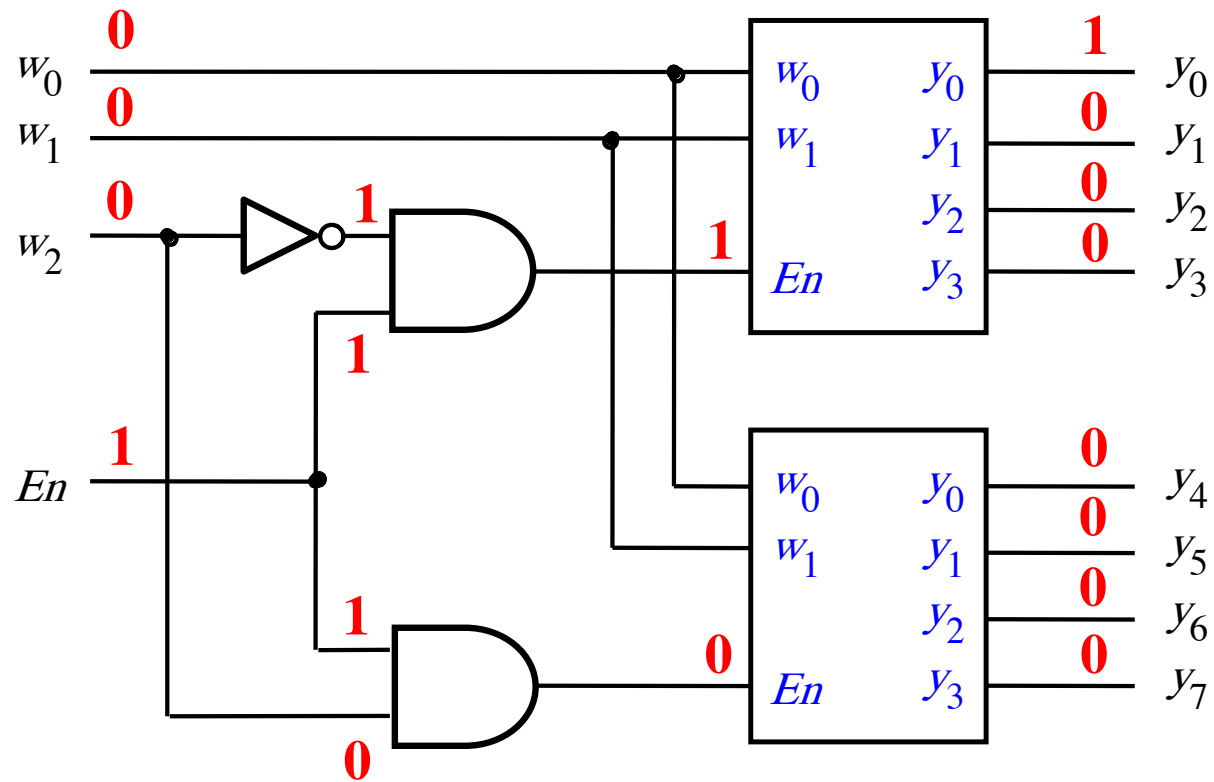 0 1
w0 w0 y0 y0
0 0
w1 w1 y1 y1
0 1 0
w2 1 y2 y2
0
En y3 y3
1
1 0
En w0 y0 y4
0
w1 y1 y5
1 0
0 y2 y6
0
En y3 y7
0